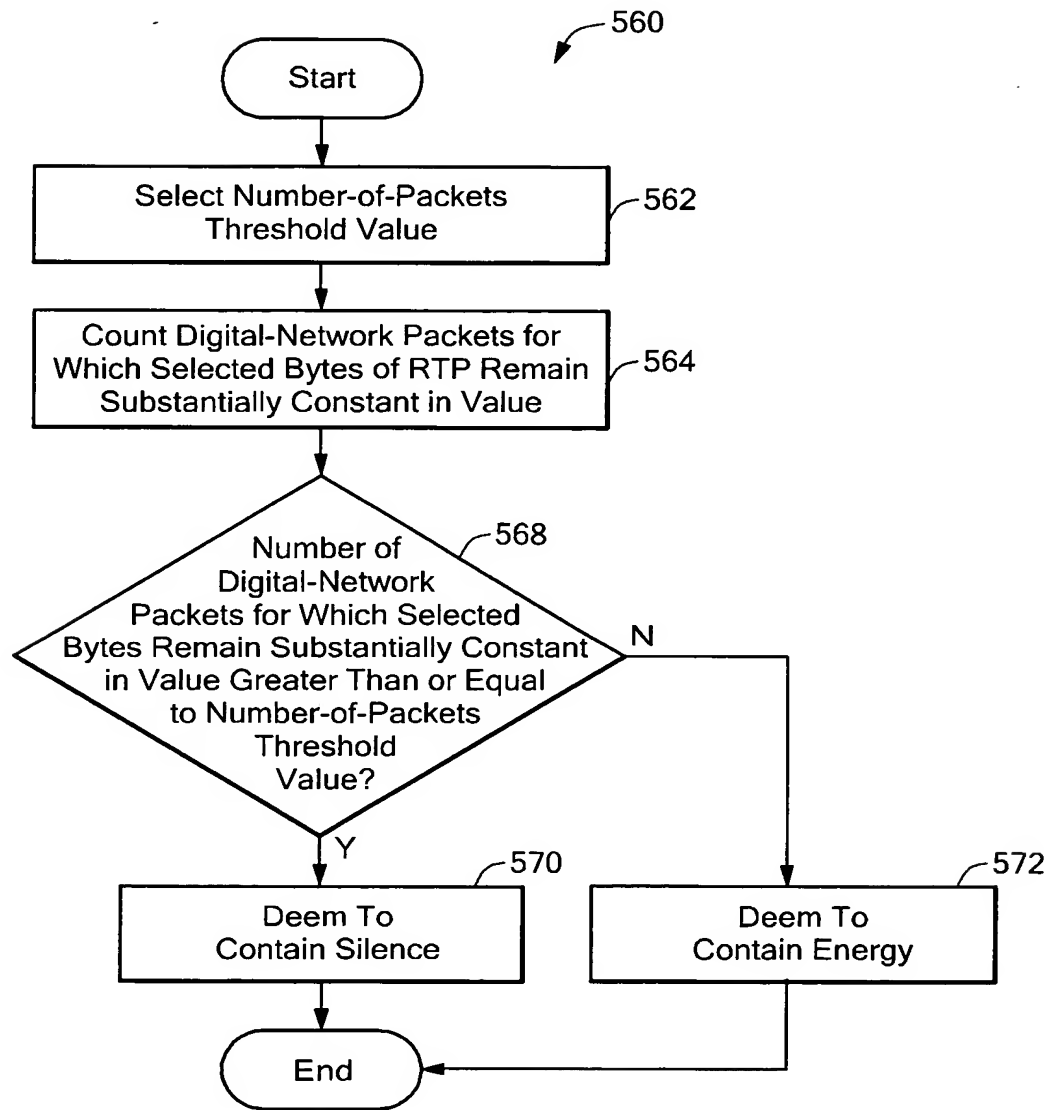 560
Start
Select Number-of-Packets
Threshold Value
562
Count Digital-Network Packets for
Which Selected Bytes of RTP Remain
Substantially Constant in Value
564
568
Number of
Digital-Network
Packets for Which Selected
Bytes Remain Substantially Constant
in Value Greater Than or Equal
to Number-of-Packets
Threshold
Value?
N
Y
570
Deem To
Contain Silence
572
Deem To
Contain Energy
End